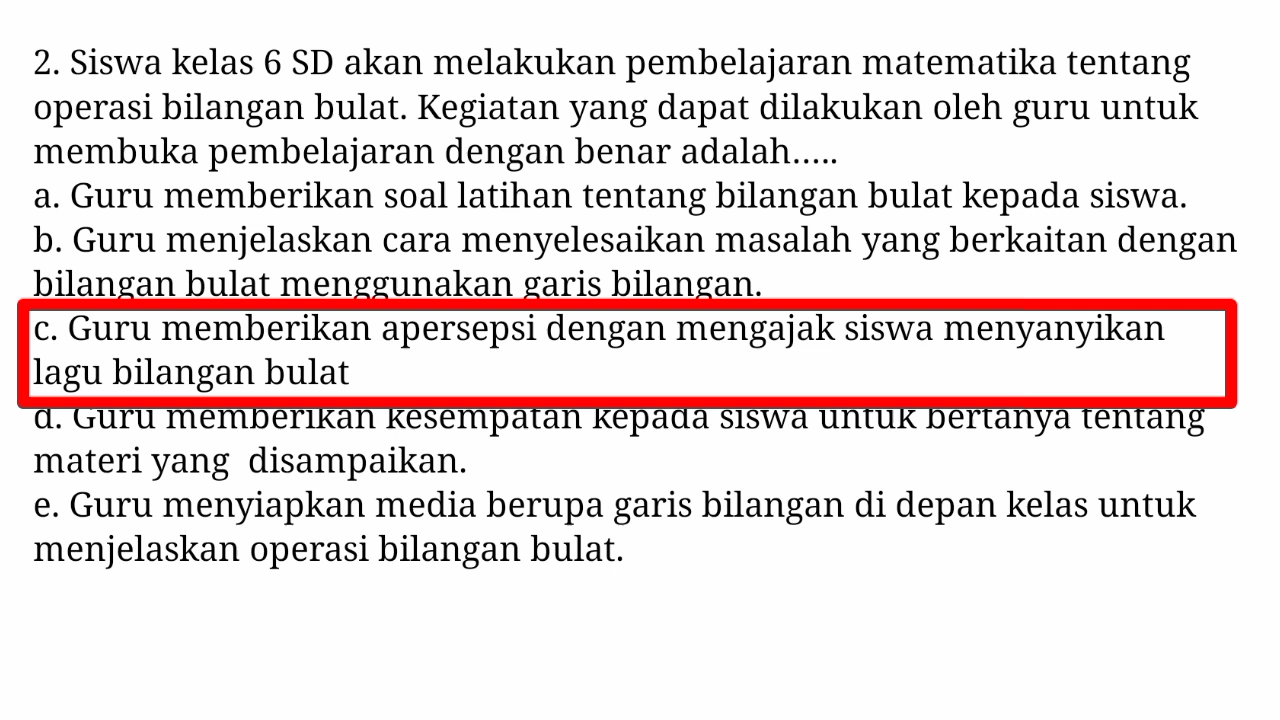 2. Siswa kelas 6 SD akan melakukan pembelajaran matematika tentang
operasi bilangan bulat. Kegiatan yang dapat dilakukan oleh guru untuk
membuka pembelajaran dengan benar adalah.....
a. Guru memberikan soal latihan tentang bilangan bulat kepada siswa.
b. Guru menjelaskan cara menyelesaikan masalah yang berkaitan dengan
bilangan bulat menggunakan garis bilangan.
c. Guru memberikan apersepsi dengan mengajak siswa menyanyikan
lagu bilangan bulat
d. Guru memberikan kesempatan kepada siswa untuk bertanya tentang
materi yang  disampaikan.
e. Guru menyiapkan media berupa garis bilangan di depan kelas untuk
menjelaskan operasi bilangan bulat.